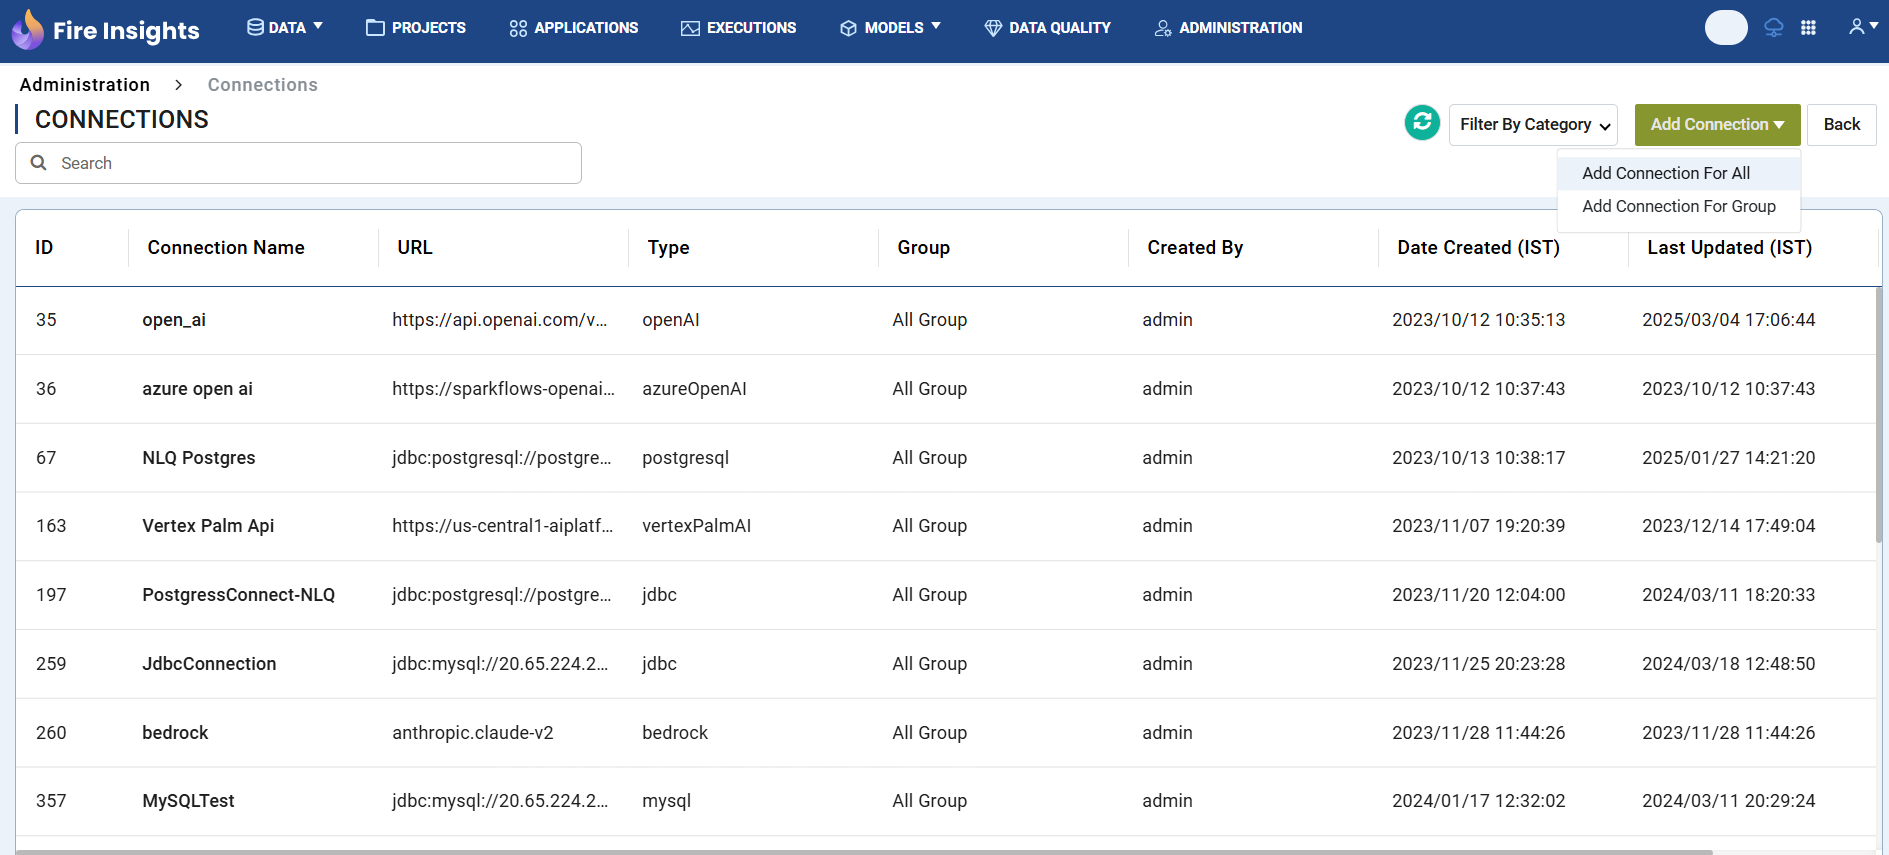 Fire Insights DATA PROJECTS APPLICATIONS EXECUTIONS MODELS DATA QUALITY ADMINISTRATION
Administration > Connections
CONNECTIONS
Filter By Category Add Connection Back
Search
Add Connection For All
Add Connection For Group
ID Connection Name URL Type Group Created By Date Created (IST) Last Updated (IST)
35 open_ai https://api.openai.com/v... openAI All Group admin 2023/10/12 10:35:13 2025/03/04 17:06:44
36 azure open ai https://sparkflows-openai... azureOpenAI All Group admin 2023/10/12 10:37:43 2023/10/12 10:37:43
67 NLQ Postgres jdbc:postgresql://postgre... postgresql All Group admin 2023/10/13 10:38:17 2025/01/27 14:21:20
163 Vertex Palm Api https://us-central1-aiplatf... vertexPalmAI All Group admin 2023/11/07 19:20:39 2023/12/14 17:49:04
197 PostgressConnect-NLQ jdbc:postgresql://postgre... jdbc All Group admin 2023/11/20 12:04:00 2024/03/11 18:20:33
259 JdbcConnection jdbc:mysql://20.65.224.2... jdbc All Group admin 2023/11/25 20:23:28 2024/03/18 12:48:50
260 bedrock anthropic.claude-v2 bedrock All Group admin 2023/11/28 11:44:26 2023/11/28 11:44:26
357 MySQLTest jdbc:mysql://20.65.224.2... mysql All Group admin 2024/01/17 12:32:02 2024/03/11 20:29:24